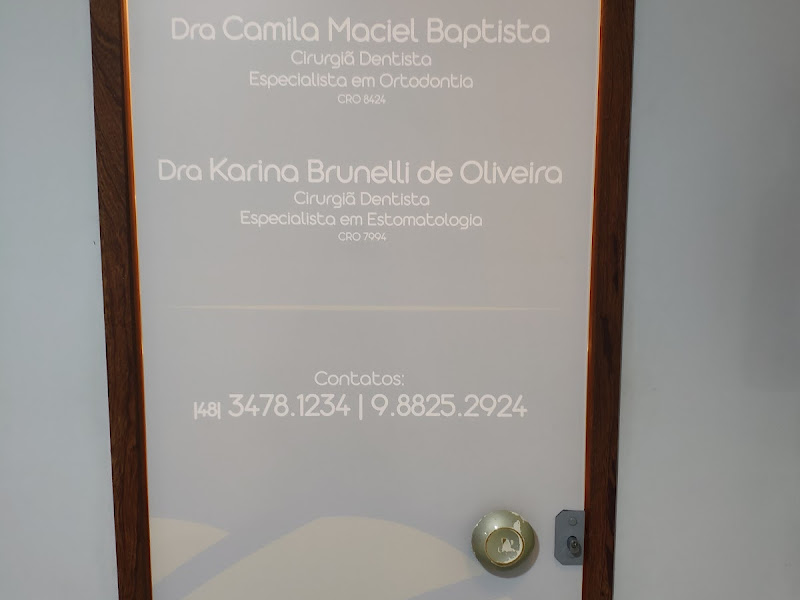 Dra Camila Maciel Baptista
Cirurgiã Dentista
Especialista em Ortodontia
CRO 8424
Dra Karina Brunelli de Oliveira
Cirurgiã Dentista
Especialista em Estomatologia
CRO 7994
Contatos:
|48| 3478.1234 | 9.8825.2924